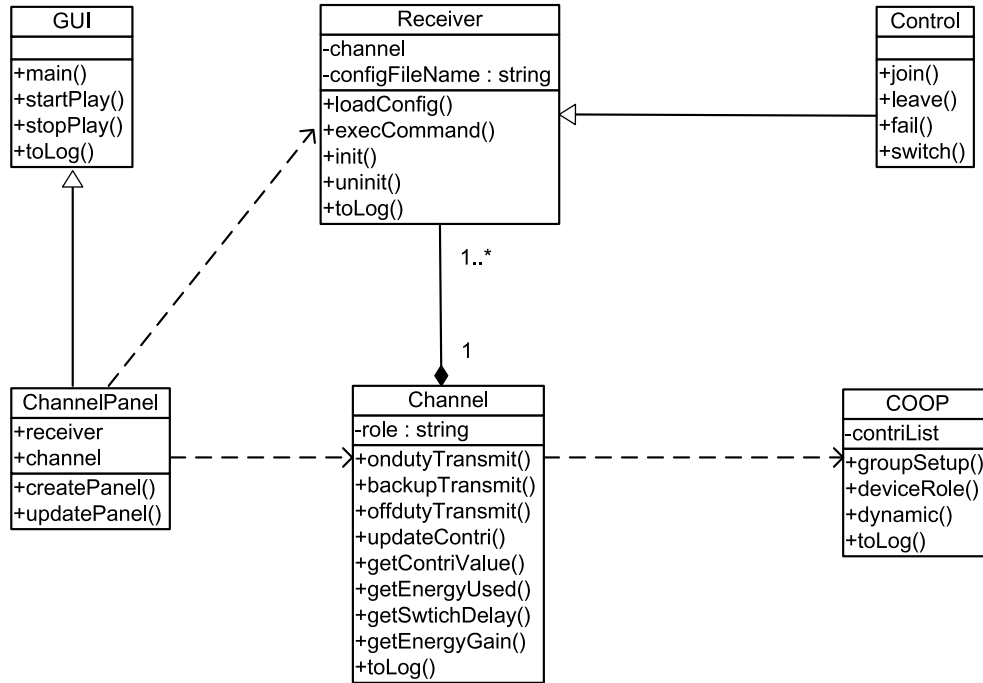 GUI
+main()
+startPlay()
+stopPlay()
+toLog()
Receiver
-channel
-configFileName : string
+loadConfig()
+execCommand()
+init()
+uninit()
+toLog()
Control
+join()
+leave()
+fail()
+switch()
1..*
1
ChannelPanel
+receiver
+channel
+createPanel()
+updatePanel()
Channel
-role : string
+ondutyTransmit()
+backupTransmit()
+offdutyTransmit()
+updateContri()
+getContriValue()
+getEnergyUsed()
+getSwtichDelay()
+getEnergyGain()
+toLog()
COOP
-contriList
+groupSetup()
+deviceRole()
+dynamic()
+toLog()